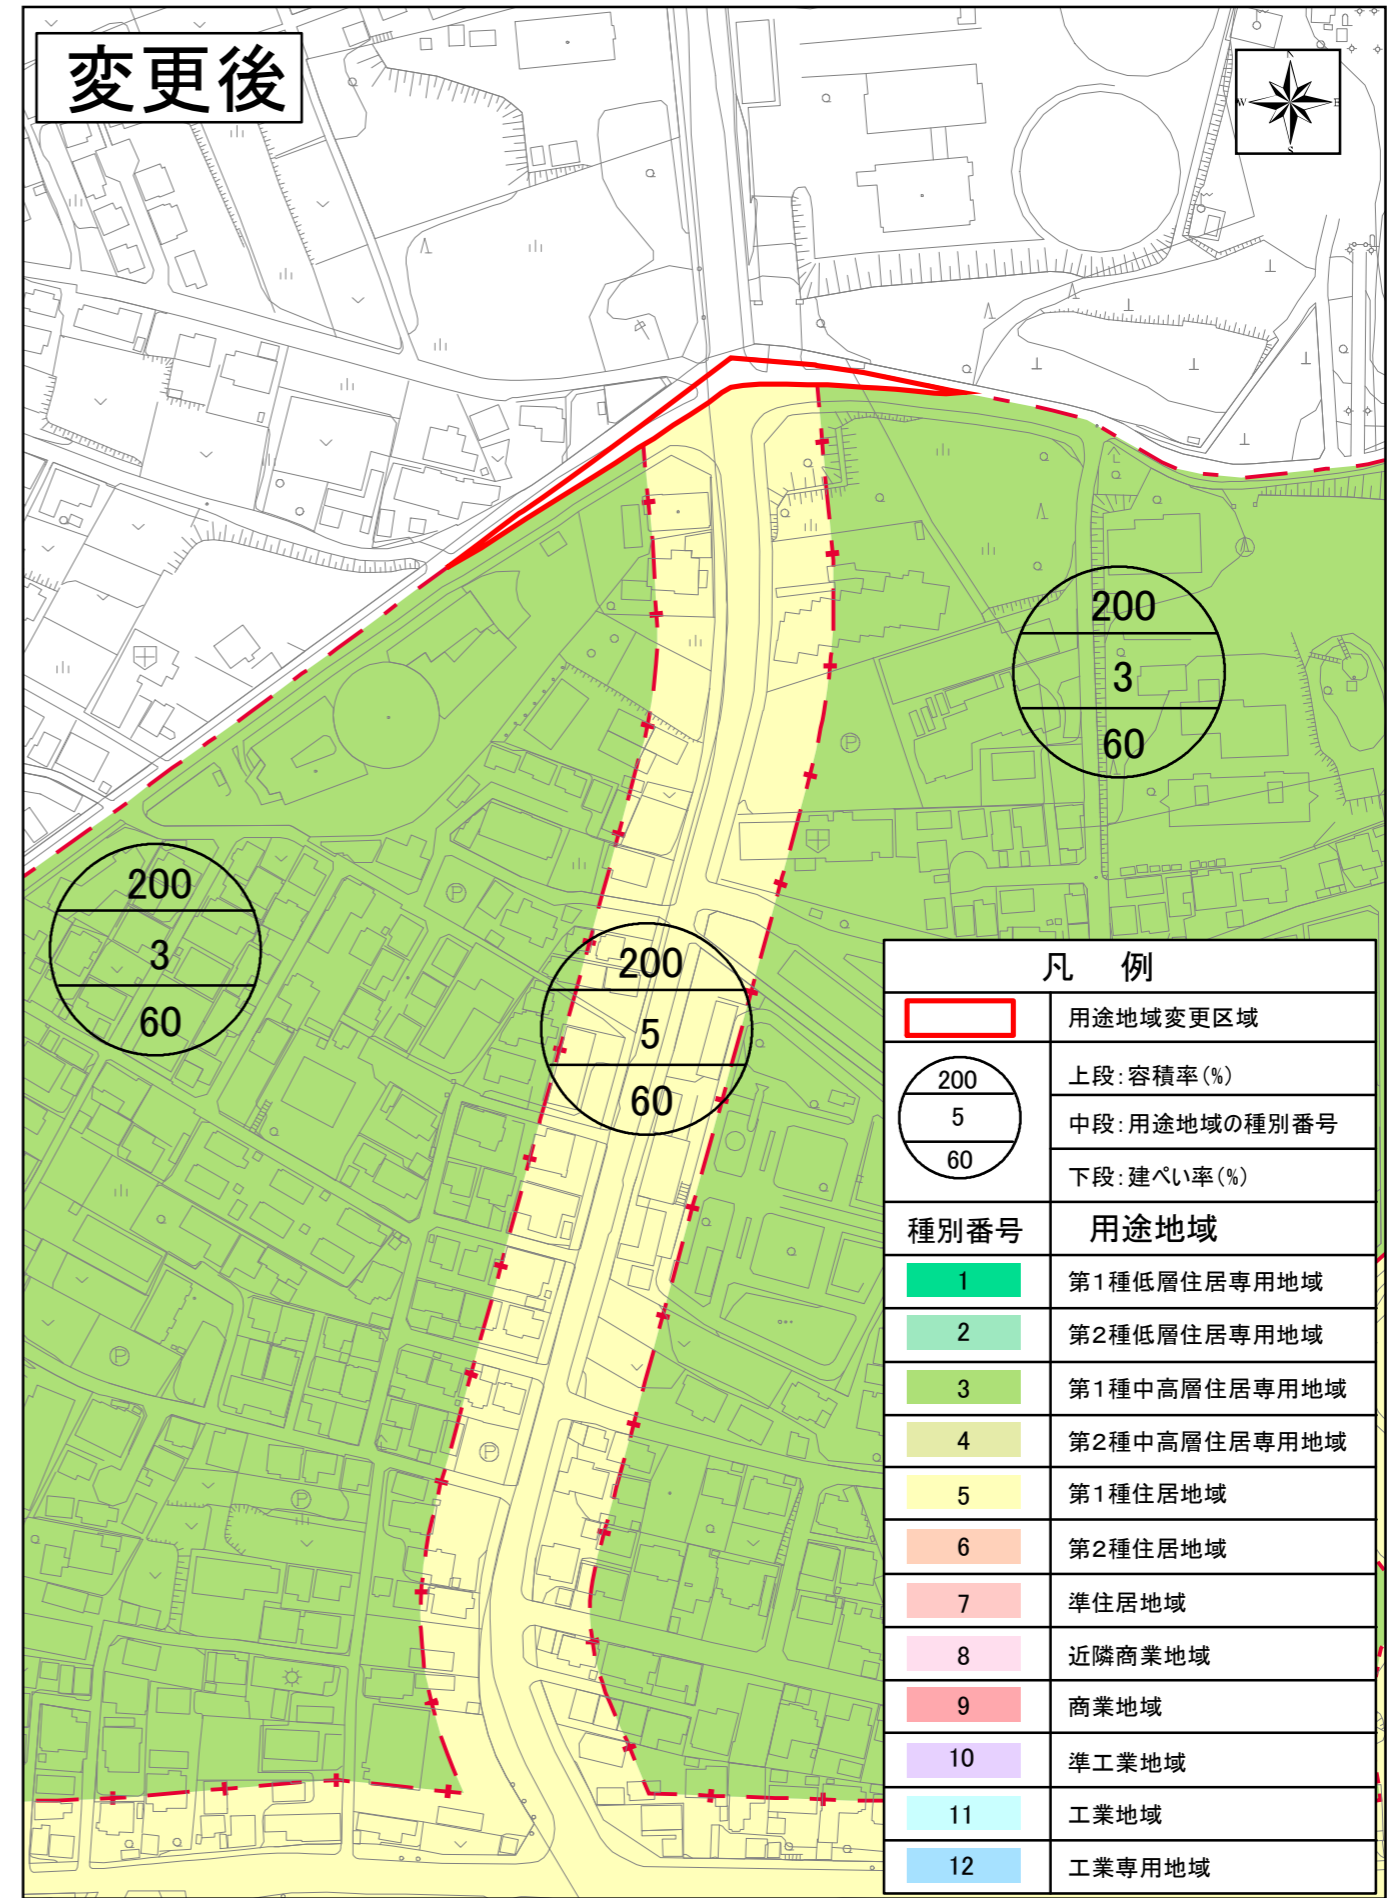 変更後
N
W
E
S
200
3
60
200
3
60
200
5
60
P
P
P
P
P
凡 例
用途地域変更区域
200
5
60
上段:容積率(%)
中段:用途地域の種別番号
下段:建ぺい率(%)
種別番号 用途地域
1 第1種低層住居専用地域
2 第2種低層住居専用地域
3 第1種中高層住居専用地域
4 第2種中高層住居専用地域
5 第1種住居地域
6 第2種住居地域
7 準住居地域
8 近隣商業地域
9 商業地域
10 準工業地域
11 工業地域
12 工業専用地域